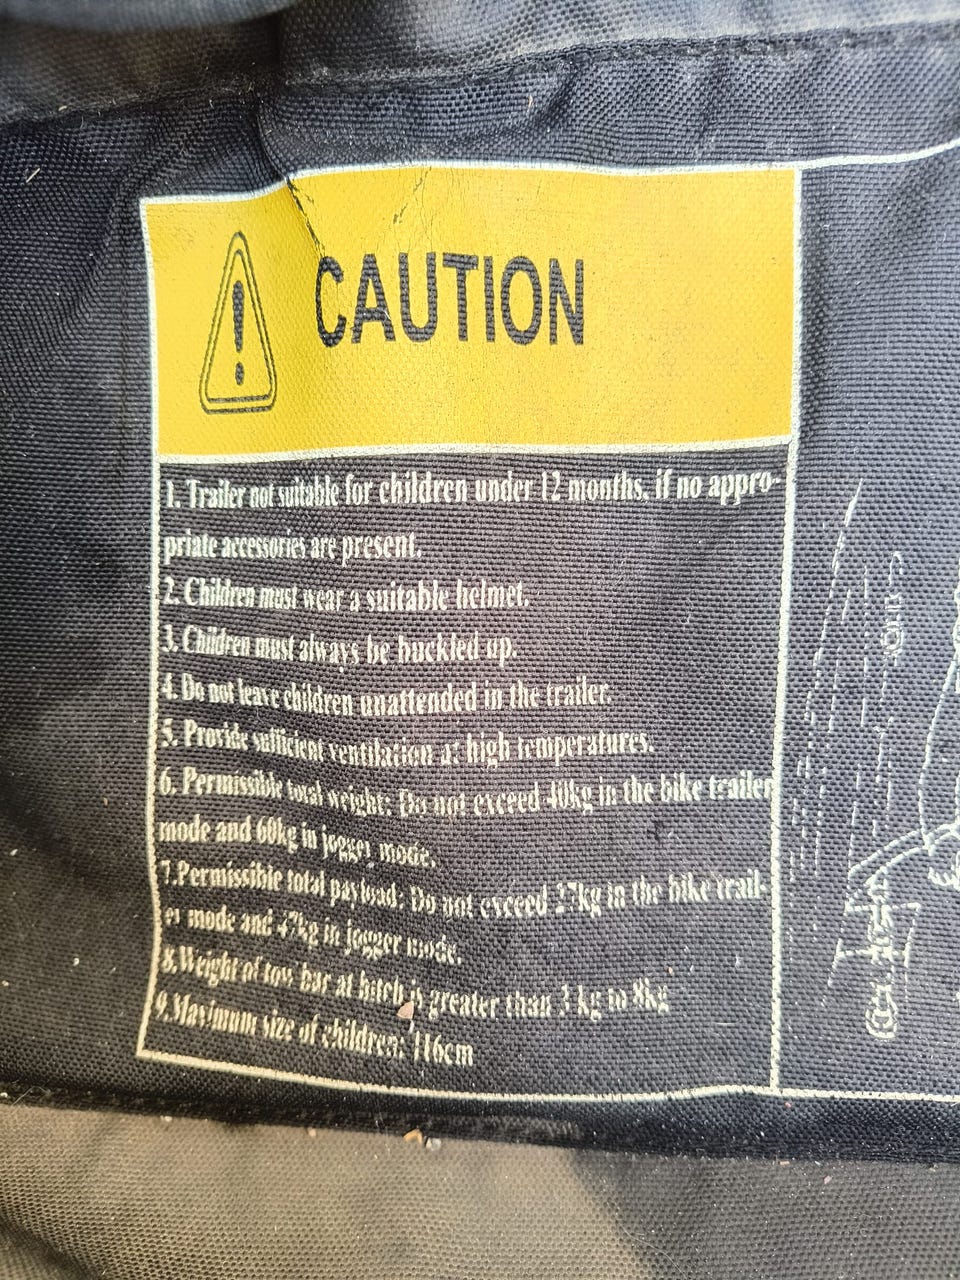 CAUTION
1. Trailer not suitable for children under 12 months, if no appro-
priate accessories are present.
2. Children must wear a suitable helmet.
3. Children must always be buckled up.
4. Do not leave children unattended in the trailer.
5. Provide sufficient ventilation at high temperatures.
6. Permissible total weight: Do not exceed 40kg in the bike trailer
mode and 60kg in jogger mode.
7.Permissible total payload: Do not exceed 27kg in the bike trail-
er mode and 47kg in jogger mode.
8.Weight of tow bar at hitch is greater than 3 kg to 8kg
9.Maximum size of children: 116cm